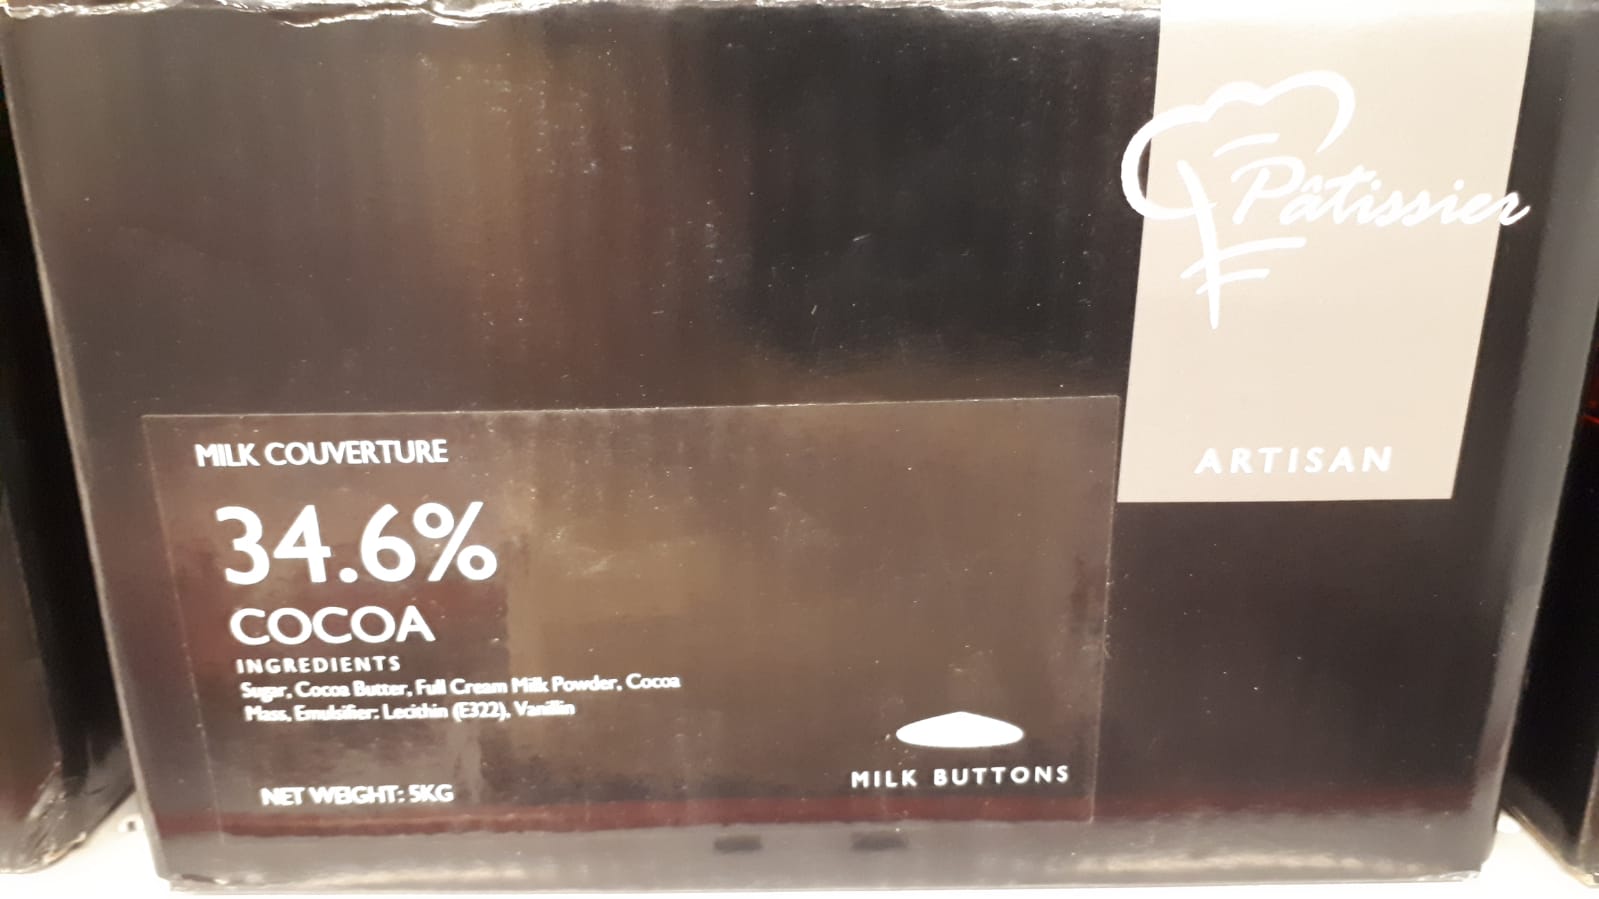 Pâtissier
ARTISAN
MILK COUVERTURE
34.6%
COCOA
INGREDIENTS
Sugar, Cocoa Butter, Full Cream Milk Powder, Cocoa
Mass, Emulsifier: Lecithin (E322), Vanillin
NET WEIGHT: 5KG
MILK BUTTONS